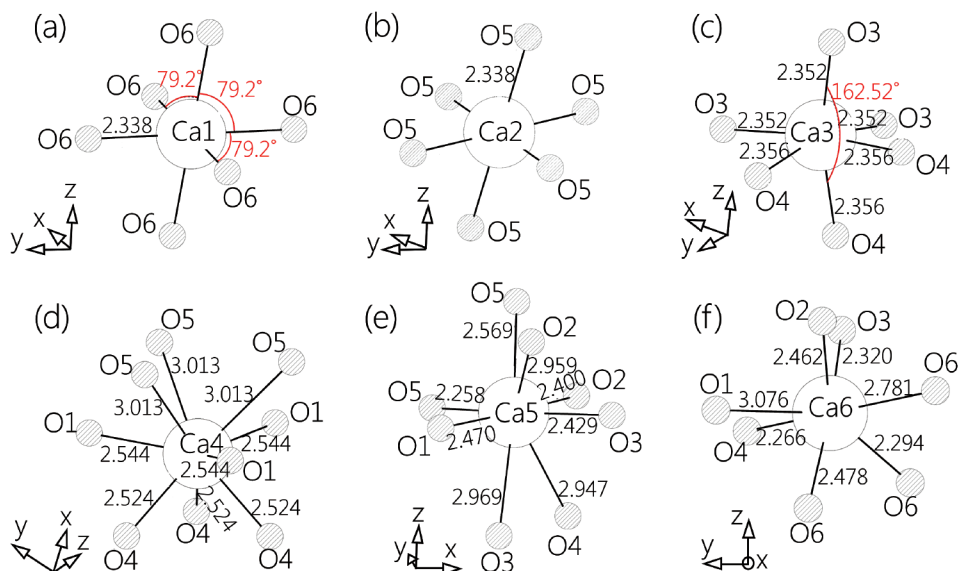 (a)
O6
O6
79.2°
79.2°
O6
O6
2.338
Ca1
79.2°
O6
O6
z
x
y
(b)
O5
O5
2.338
O5
O5
Ca2
O5
O5
z
x
y
(c)
O3
2.352
162.52°
O3
2.352
Ca3
2.352
O3
2.356
2.356
O4
O4
2.356
O4
z
x
y
(d)
O5
O5
3.013
O5
3.013
3.013
O1
O1
2.544
Ca4
2.544
2.544
O1
2.524
2.524
2.524
O4
O4
O4
y
x
z
(e)
O5
2.569
O2
2.959
O5
2.258
2.400
O2
Ca5
O1
2.470
2.429
O3
2.969
2.947
O3
O4
z
y
x
(f)
O2
O3
2.462
2.320
O6
O1
3.076
2.781
Ca6
O4
2.266
2.294
2.478
O6
O6
z
y
x